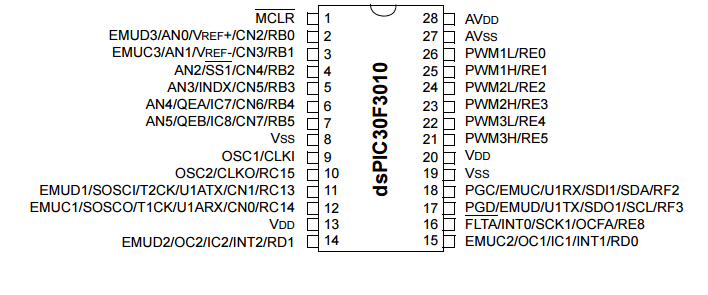 MCLR 1 28 AVDD
EMUD3/AN0/VREF+/CN2/RB0 2 27 AVSS
EMUC3/AN1/VREF-/CN3/RB1 3 26 PWM1L/RE0
AN2/SS1/CN4/RB2 4 25 PWM1H/RE1
AN3/INDX/CN5/RB3 5 24 PWM2L/RE2
AN4/QEA/IC7/CN6/RB4 6 23 PWM2H/RE3
AN5/QEB/IC8/CN7/RB5 7 22 PWM3L/RE4
VSS 8 21 PWM3H/RE5
OSC1/CLKI 9 20 VDD
OSC2/CLKO/RC15 10 19 VSS
EMUD1/SOSCI/T2CK/U1ATX/CN1/RC13 11 18 PGC/EMUC/U1RX/SDI1/SDA/RF2
EMUC1/SOSCO/T1CK/U1ARX/CN0/RC14 12 17 PGD/EMUD/U1TX/SDO1/SCL/RF3
VDD 13 16 FLTA/INT0/SCK1/OCFA/RE8
EMUD2/OC2/IC2/INT2/RD1 14 15 EMUC2/OC1/IC1/INT1/RD0
dsPIC30F3010